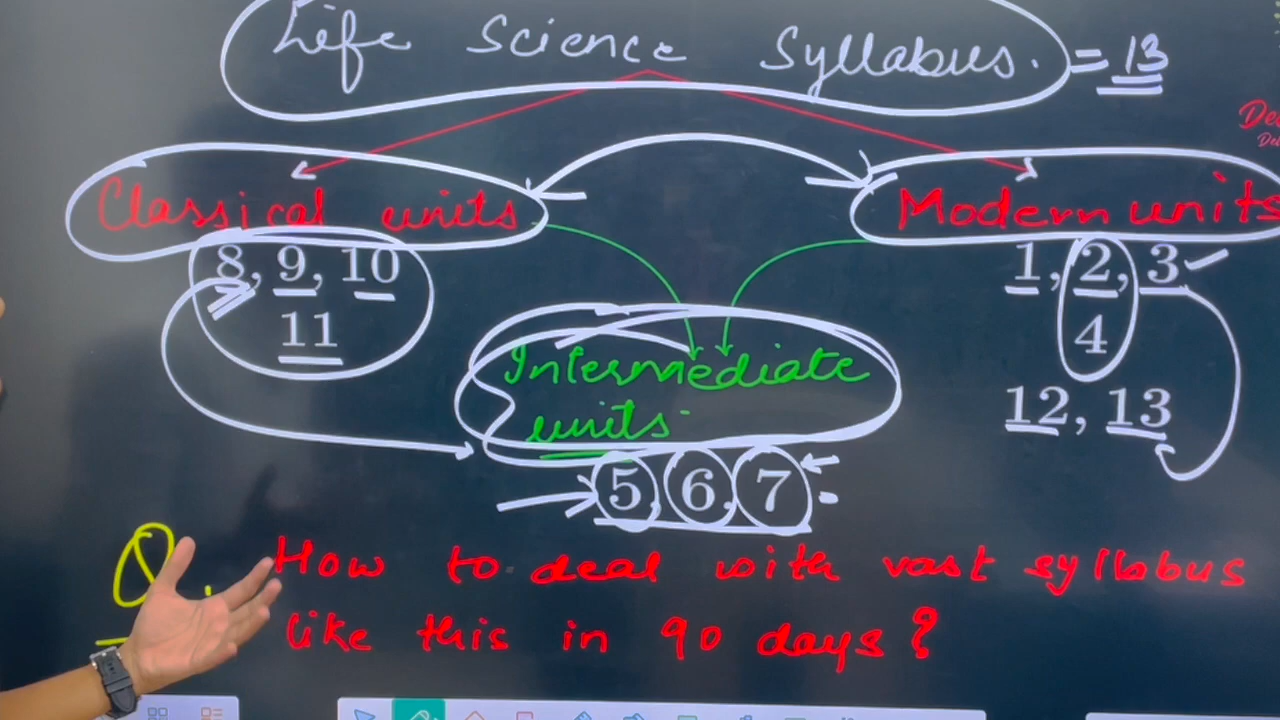 Life Science Syllabus. = 13
Classical units
Modern units
8, 9, 10
11
1, 2, 3
4
12, 13
Intermediate
units
5, 6, 7
Q. How to deal with vast syllabus
like this in 90 days?